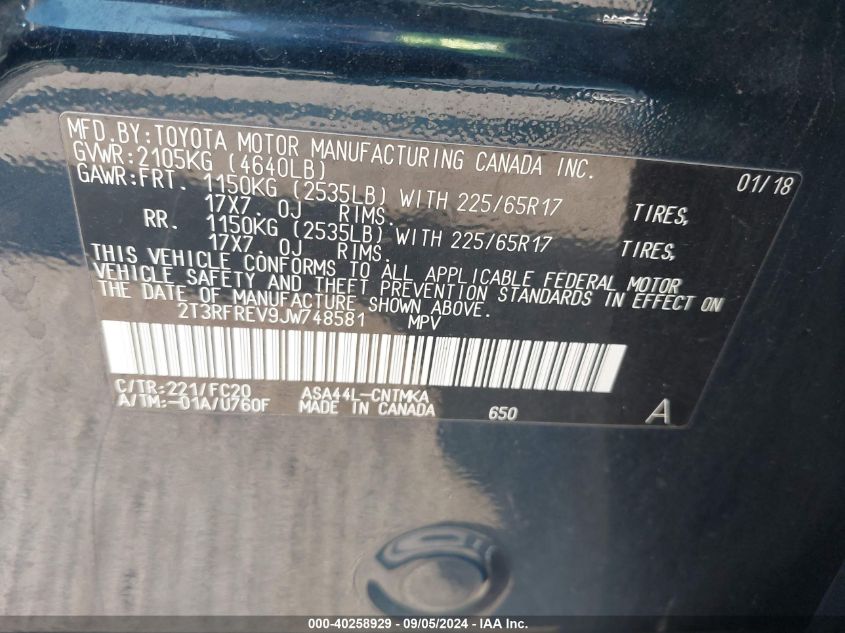 MFD.BY:TOYOTA MOTOR MANUFACTURING CANADA INC.
GVWR:2105KG (4640LB) 01/18
GAWR:FRT. 1150KG (2535LB) WITH 225/65R17 TIRES,
17X7.0J RIMS.
RR. 1150KG (2535LB) WITH 225/65R17 TIRES,
17X7.0J RIMS.
THIS VEHICLE CONFORMS TO ALL APPLICABLE FEDERAL MOTOR
VEHICLE SAFETY AND THEFT PREVENTION STANDARDS IN EFFECT ON
THE DATE OF MANUFACTURE SHOWN ABOVE.
2T3RFREV9JW748581 MPV
C/TR:221/FC20 ASA44L-CNTMKA
A/TM:-01A/U760F MADE IN CANADA 650 A
000-40258929 - 09/05/2024 - IAA Inc.